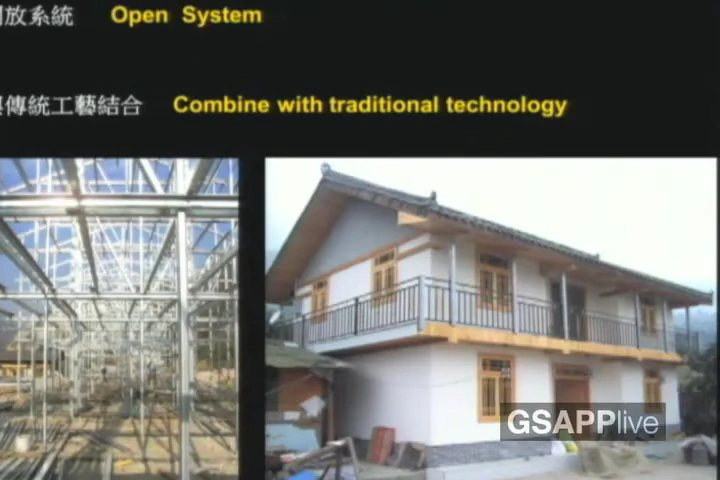 放系統 Open System
傳統工藝結合 Combine with traditional technology
GSAPPlive